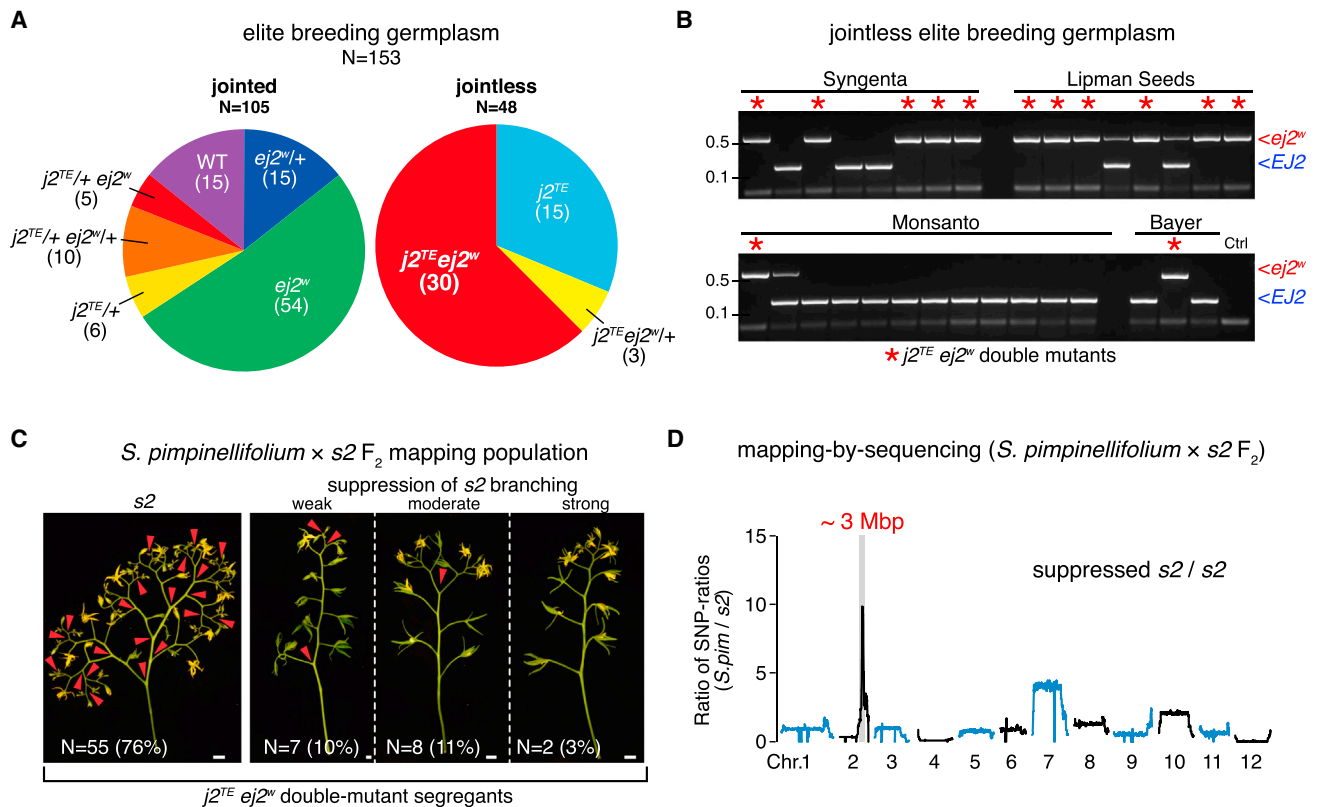 A
elite breeding germplasm
N=153
jointed
N=105
jointless
N=48
WT
(15)
ej2ʷ/+
(15)
j2ᵀᴱ/+ ej2ʷ
(5)
j2ᵀᴱ/+ ej2ʷ/+
(10)
j2ᵀᴱ/+
(6)
ej2ʷ
(54)
j2ᵀᴱ
(15)
j2ᵀᴱej2ʷ
(30)
j2ᵀᴱej2ʷ/+
(3)
B
jointless elite breeding germplasm
Syngenta
Lipman Seeds
* * * * * * * * * * *
0.5
<ej2ʷ
0.1
<EJ2
Monsanto
Bayer
* * Ctrl
0.5
<ej2ʷ
0.1
<EJ2
* j2ᵀᴱ ej2ʷ double mutants
C
S. pimpinellifolium × s2 F₂ mapping population
suppression of s2 branching
s2
weak
moderate
strong
N=55 (76%)
N=7 (10%)
N=8 (11%)
N=2 (3%)
j2ᵀᴱ ej2ʷ double-mutant segregants
D
mapping-by-sequencing (S. pimpinellifolium × s2 F₂)
~ 3 Mbp
suppressed s2 / s2
Ratio of SNP-ratios
(S.pim / s2)
15
10
5
0
Chr.1 2 3 4 5 6 7 8 9 10 11 12